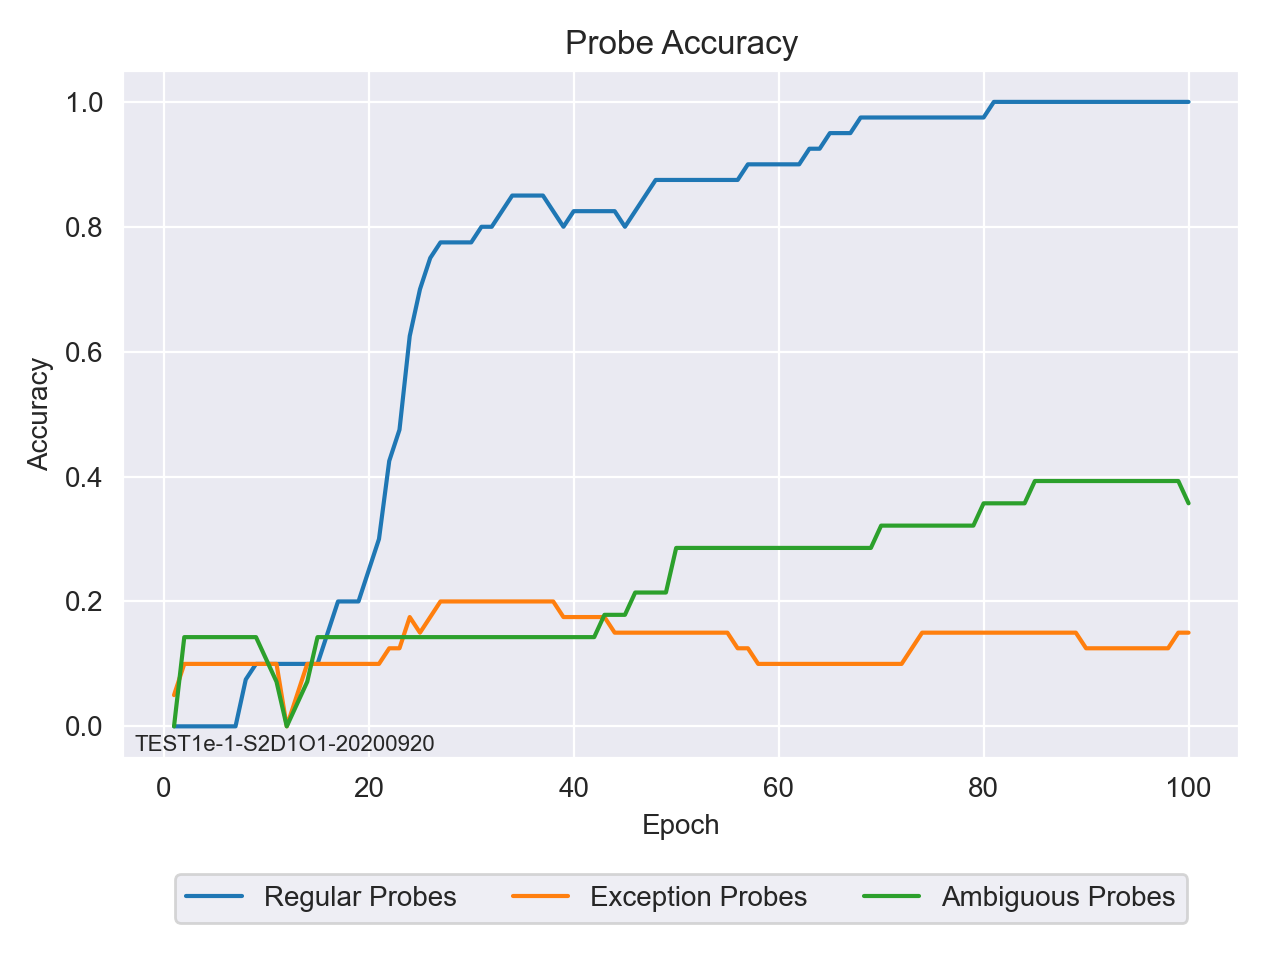 Probe Accuracy
1.0
0.8
0.6
0.4
0.2
0.0
Accuracy
TEST1e-1-S2D1O1-20200920
0 20 40 60 80 100
Epoch
Regular Probes Exception Probes Ambiguous Probes